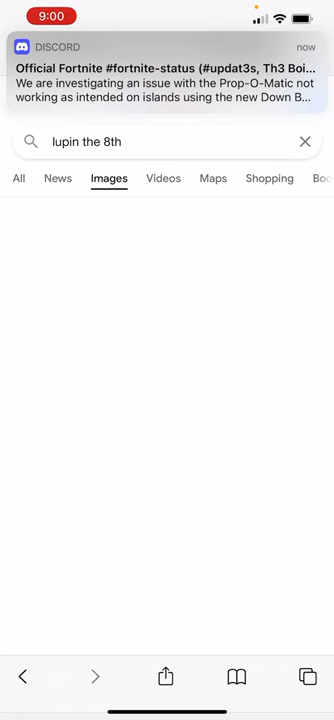 9:00
DISCORD
now
Official Fortnite #fortnite-status (#updat3s, Th3 Boi...
We are investigating an issue with the Prop-O-Matic not
working as intended on islands using the new Down B...
lupin the 8th
All News Images Videos Maps Shopping Boo